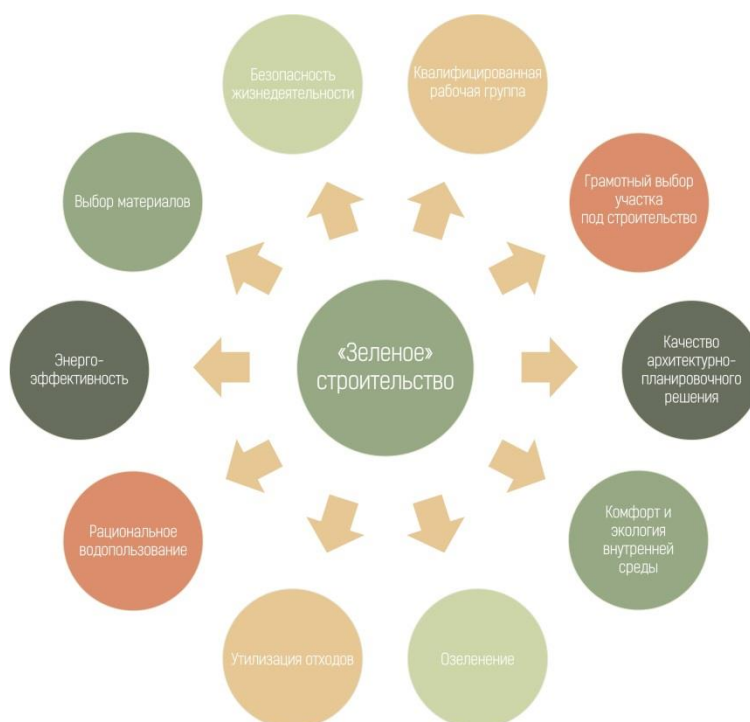 Безопасность
жизнедеятельности
Квалифицированная
рабочая группа
Выбор материалов
Грамотный выбор
участка
под строительство
Энерго-
эффективность
«Зеленое»
строительство
Качество
архитектурно-
планировочного
решения
Рациональное
водопользование
Комфорт и
экология
внутренней
среды
Утилизация отходов
Озеленение